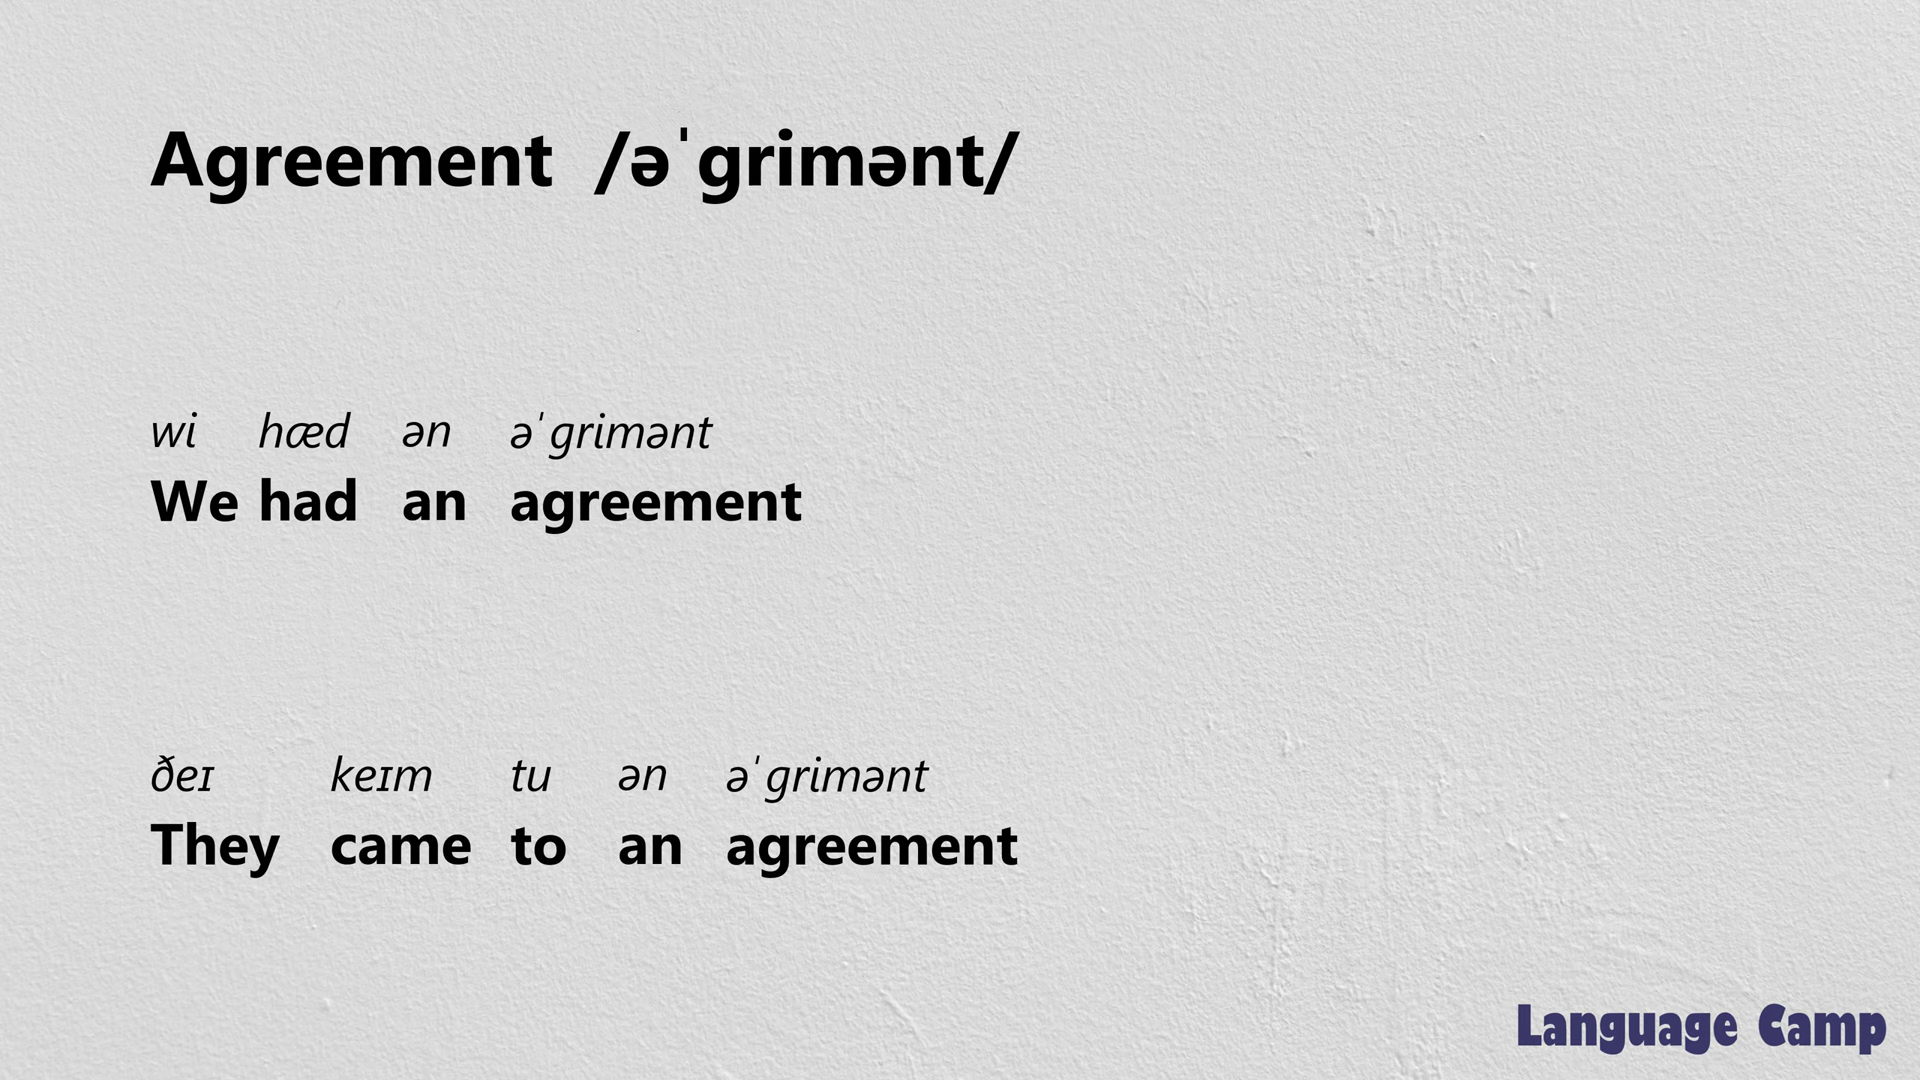 Agreement /əˈgrimənt/
wi hæd ən əˈgrimənt
We had an agreement
ðeɪ keɪm tu ən əˈgrimənt
They came to an agreement
Language Camp